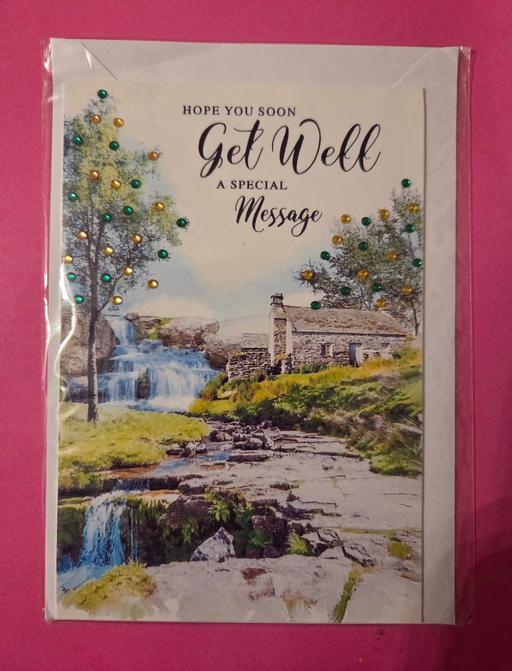 HOPE YOU SOON
Get Well
A SPECIAL
Message